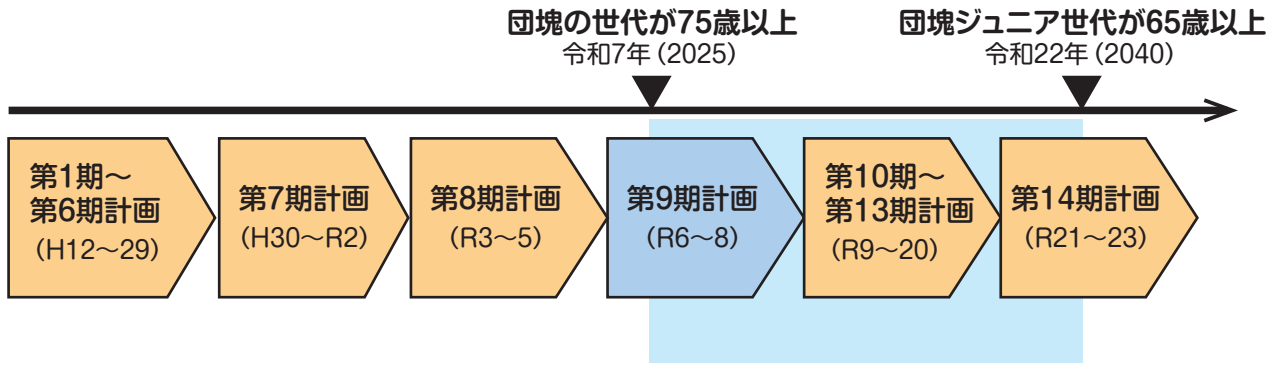 団塊の世代が75歳以上
令和7年(2025)
団塊ジュニア世代が65歳以上
令和22年(2040)
第1期～
第6期計画
(H12～29)
第7期計画
(H30～R2)
第8期計画
(R3～5)
第9期計画
(R6～8)
第10期～
第13期計画
(R9～20)
第14期計画
(R21～23)